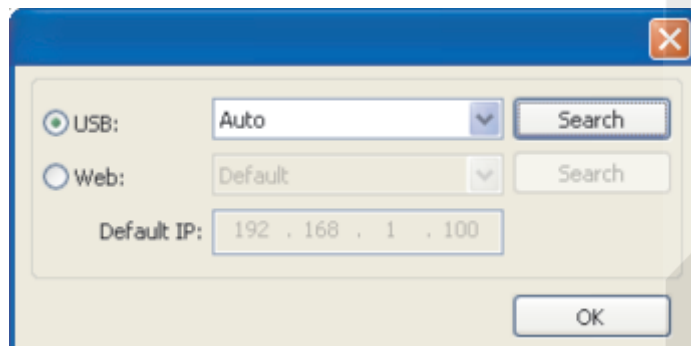 USB: Auto Search
Web: Default Search
Default IP: 192 . 168 . 1 . 100
OK